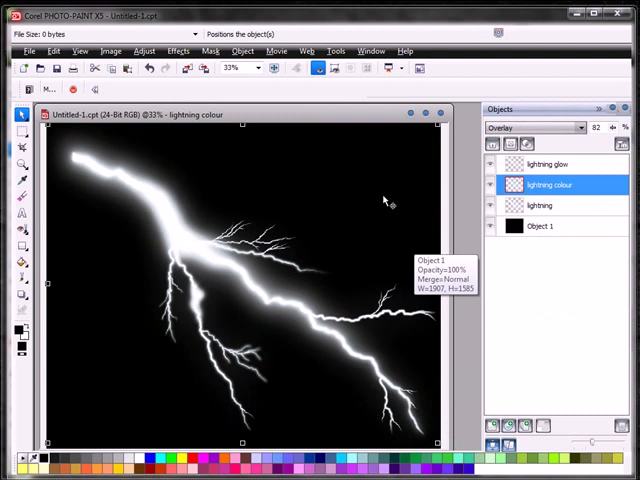 Corel PHOTO-PAINT X5 - Untitled-1.cpt
File Size: 0 bytes
Positions the object(s)
File Edit View Image Adjust Effects Mask Object Movie Web Tools Window Help
33%
M...
Untitled-1.cpt (24-Bit RGB) @33% - lightning colour
Objects
Overlay 82 %
lightning glow
lightning colour
lightning
Object 1
Object 1
Opacity=100%
Merge=Normal
W=1907, H=1585